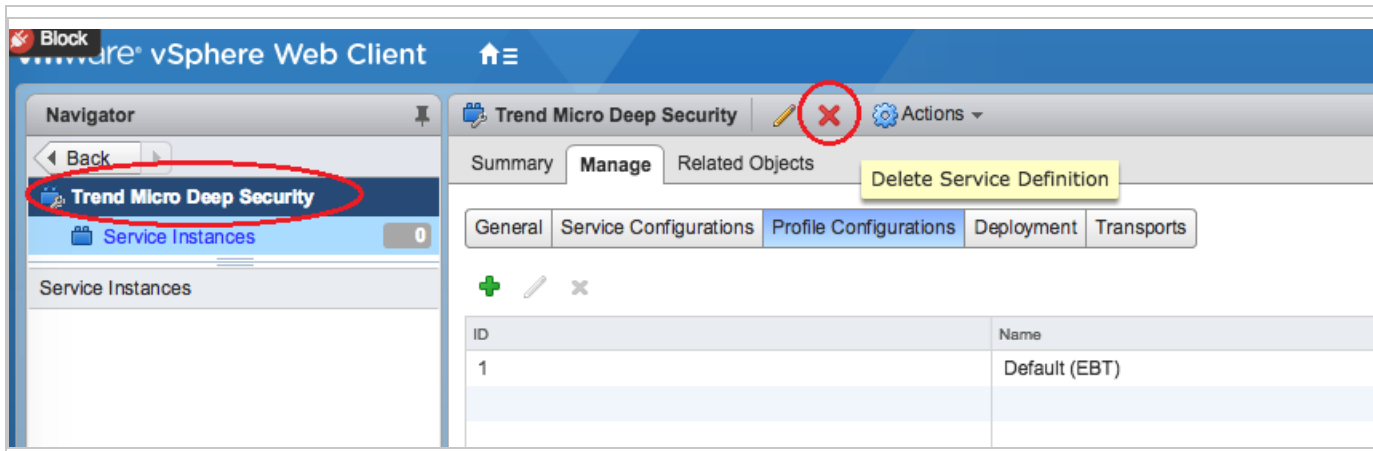 Block
vmware® vSphere Web Client
Navigator
Back
Trend Micro Deep Security
Service Instances 0
Service Instances
Trend Micro Deep Security Actions
Summary Manage Related Objects
Delete Service Definition
General Service Configurations Profile Configurations Deployment Transports
ID Name
1 Default (EBT)